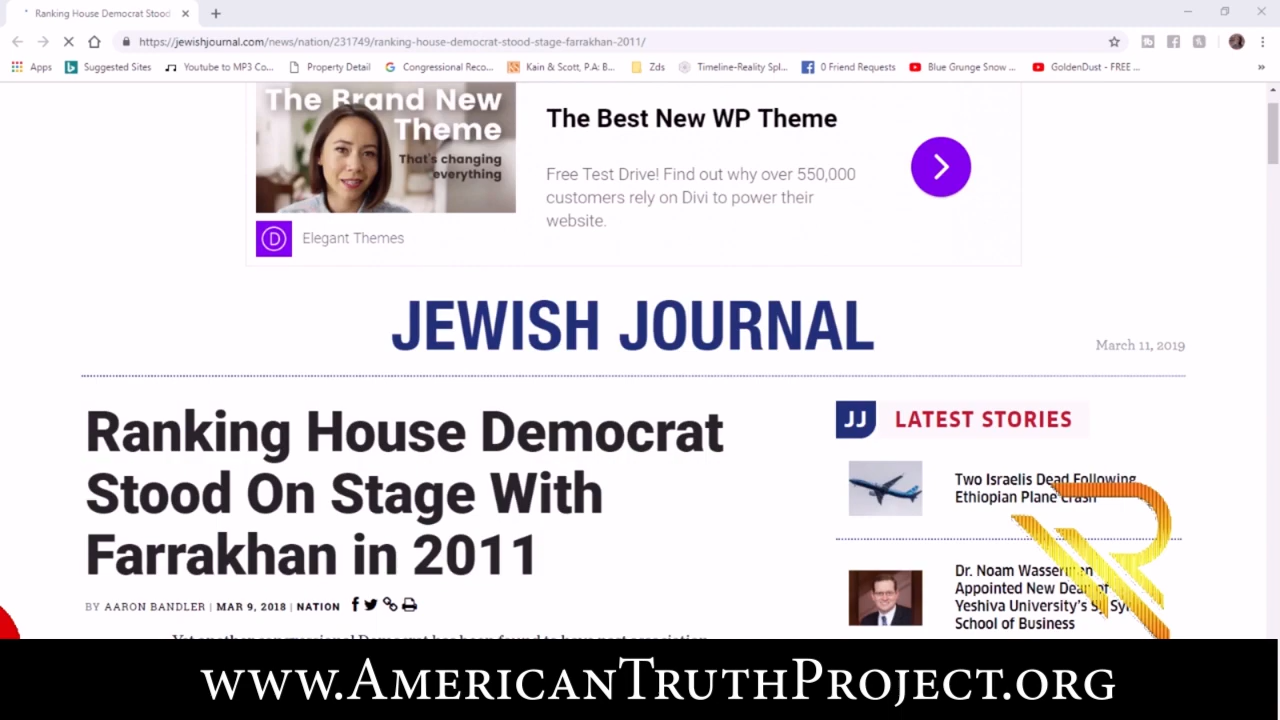 Ranking House Democrat Stood
https://jewishjournal.com/news/nation/231749/ranking-house-democrat-stood-stage-farrakhan-2011/
Apps
Suggested Sites
Youtube to MP3 Co...
Property Detail
Congressional Reco...
Kain & Scott, P.A: B...
Zds
Timeline-Reality Spl...
0 Friend Requests
Blue Grunge Snow ...
GoldenDust - FREE ...
The Brand New
Theme
That's changing
everything
Elegant Themes
The Best New WP Theme
Free Test Drive! Find out why over 550,000
customers rely on Divi to power their
website.
JEWISH JOURNAL
March 11, 2019
Ranking House Democrat
Stood On Stage With
Farrakhan in 2011
BY AARON BANDLER | MAR 9, 2018 | NATION
JJ LATEST STORIES
Two Israelis Dead Following
Ethiopian Plane Crash
Dr. Noam Wasserman
Appointed New Dean of
Yeshiva University's Sy Sy
School of Business
www.AmericanTruthProject.org